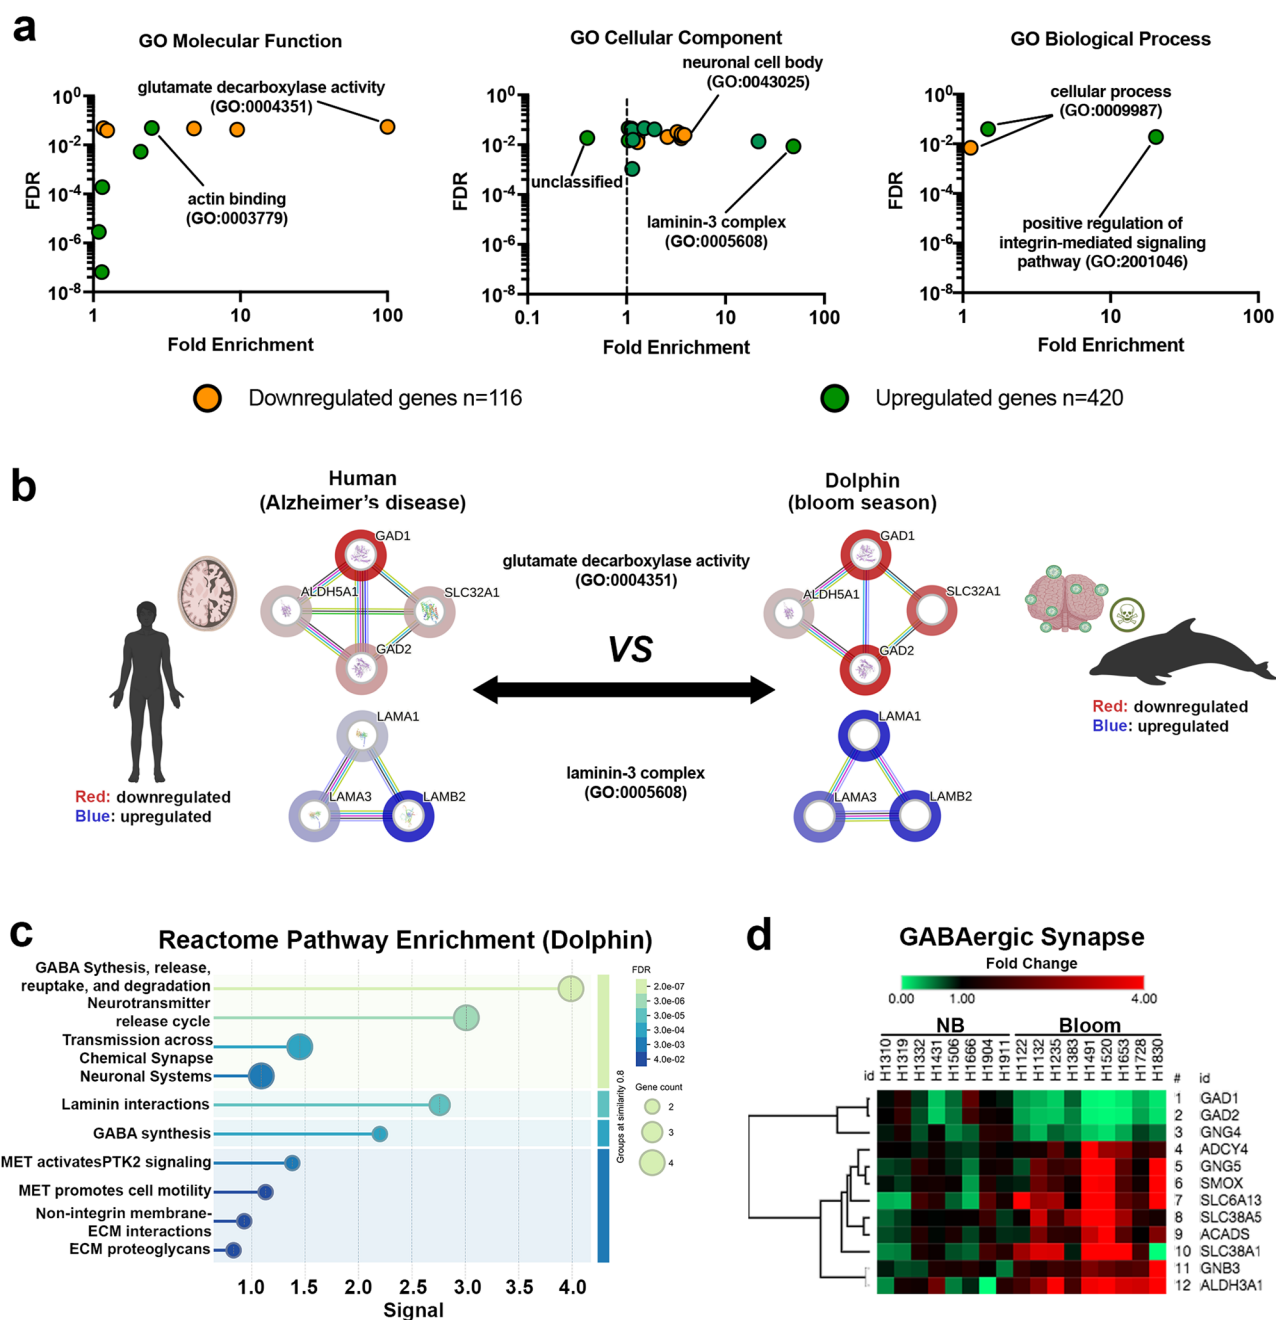 a
GO Molecular Function
glutamate decarboxylase activity
(GO:0004351)
actin binding
(GO:0003779)
10⁰
10⁻²
10⁻⁴
10⁻⁶
10⁻⁸
FDR
1
10
100
Fold Enrichment
GO Cellular Component
neuronal cell body
(GO:0043025)
unclassified
laminin-3 complex
(GO:0005608)
10⁰
10⁻²
10⁻⁴
10⁻⁶
10⁻⁸
FDR
0.1
1
10
100
Fold Enrichment
GO Biological Process
cellular process
(GO:0009987)
positive regulation of
integrin-mediated signaling
pathway (GO:2001046)
10⁰
10⁻²
10⁻⁴
10⁻⁶
10⁻⁸
FDR
1
10
100
Fold Enrichment
Downregulated genes n=116
Upregulated genes n=420
b
Human
(Alzheimer's disease)
GAD1
ALDH5A1
SLC32A1
GAD2
LAMA1
LAMA3
LAMB2
Red: downregulated
Blue: upregulated
glutamate decarboxylase activity
(GO:0004351)
VS
laminin-3 complex
(GO:0005608)
Dolphin
(bloom season)
GAD1
ALDH5A1
SLC32A1
GAD2
LAMA1
LAMA3
LAMB2
Red: downregulated
Blue: upregulated
c
Reactome Pathway Enrichment (Dolphin)
GABA Sythesis, release,
reuptake, and degradation
Neurotransmitter
release cycle
Transmission across
Chemical Synapse
Neuronal Systems
Laminin interactions
GABA synthesis
MET activatesPTK2 signaling
MET promotes cell motility
Non-integrin membrane-
ECM interactions
ECM proteoglycans
1.0 1.5 2.0 2.5 3.0 3.5 4.0
Signal
Groups at similarity 0.8
FDR
2.0e-07
3.0e-06
3.0e-05
3.0e-04
3.0e-03
4.0e-02
Gene count
2
3
4
d
GABAergic Synapse
Fold Change
0.00 1.00 4.00
NB Bloom
id H1310 H1319 H1332 H1431 H1506 H1666 H1904 H1911 H1122 H1132 H1235 H1383 H1491 H1520 H1653 H1728 H1830 # id
1 GAD1
2 GAD2
3 GNG4
4 ADCY4
5 GNG5
6 SMOX
7 SLC6A13
8 SLC38A5
9 ACADS
10 SLC38A1
11 GNB3
12 ALDH3A1